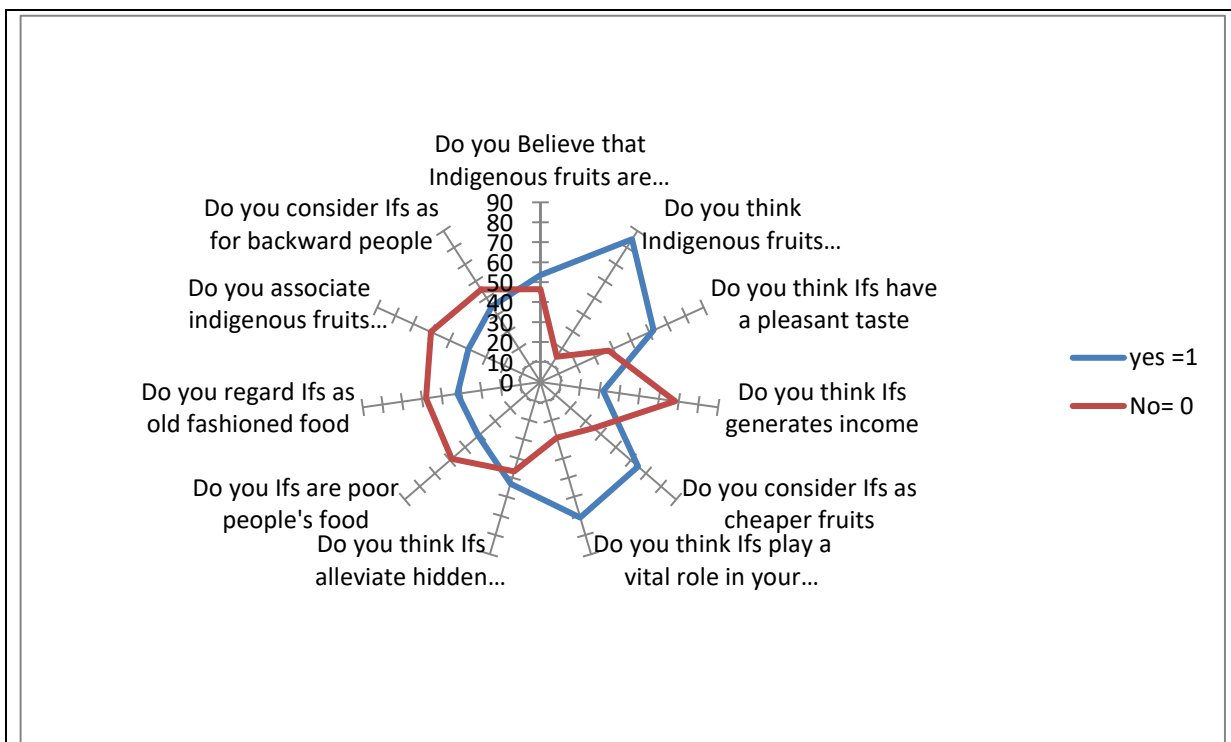 Do you Believe that
Indigenous fruits are…
Do you think
Indigenous fruits…
Do you think Ifs have
a pleasant taste
Do you think Ifs
generates income
Do you consider Ifs as
cheaper fruits
Do you think Ifs play a
vital role in your…
Do you think Ifs
alleviate hidden…
Do you Ifs are poor
people's food
Do you regard Ifs as
old fashioned food
Do you associate
indigenous fruits…
Do you consider Ifs as
for backward people
90
80
70
60
50
40
30
20
10
0
yes =1
No= 0